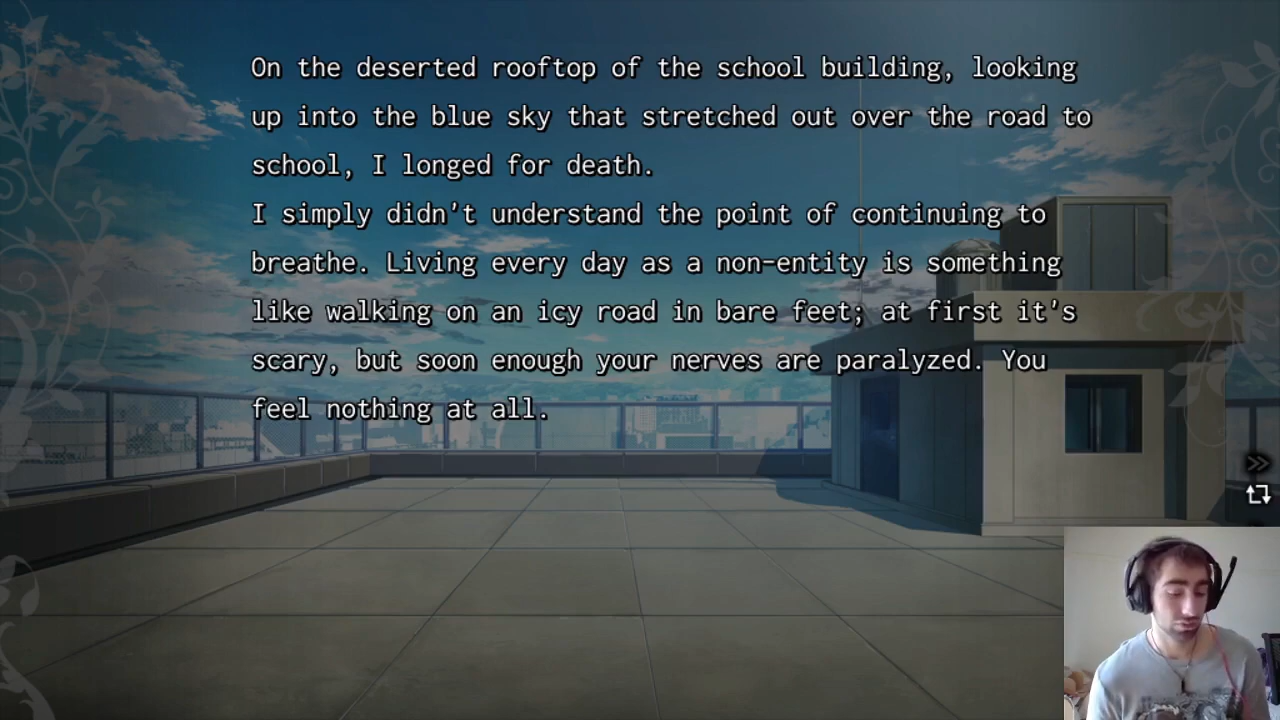 On the deserted rooftop of the school building, looking
up into the blue sky that stretched out over the road to
school, I longed for death.
I simply didn't understand the point of continuing to
breathe. Living every day as a non-entity is something
like walking on an icy road in bare feet; at first it's
scary, but soon enough your nerves are paralyzed. You
feel nothing at all.